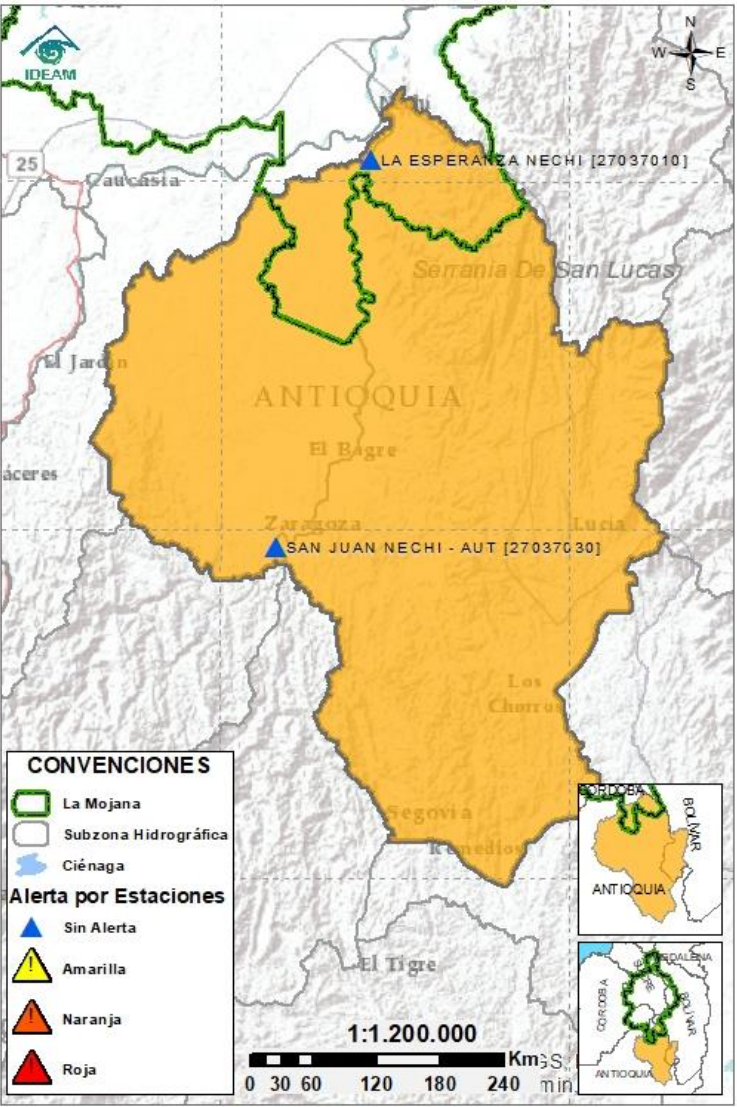 IDEAM
N
W E
S
25
Caucasia
LA ESPERANZA NECHI [27037010]
Serrania De San Lucas
El Jardin
ANTIOQUIA
El Bagre
áceres
Zaragoza
Lucia
SAN JUAN NECHI - AUT [27037030]
Los
Chorros
Segovia
Remedios
El Tigre
CONVENCIONES
La Mojana
Subzona Hidrográfica
Ciénaga
Alerta por Estaciones
Sin Alerta
Amarilla
Naranja
Roja
1:1.200.000
Km
0 30 60 120 180 240
CORDOBA
BOLIVAR
ANTIOQUIA
CORDOBA
BOLIVAR
ANTIOQUIA